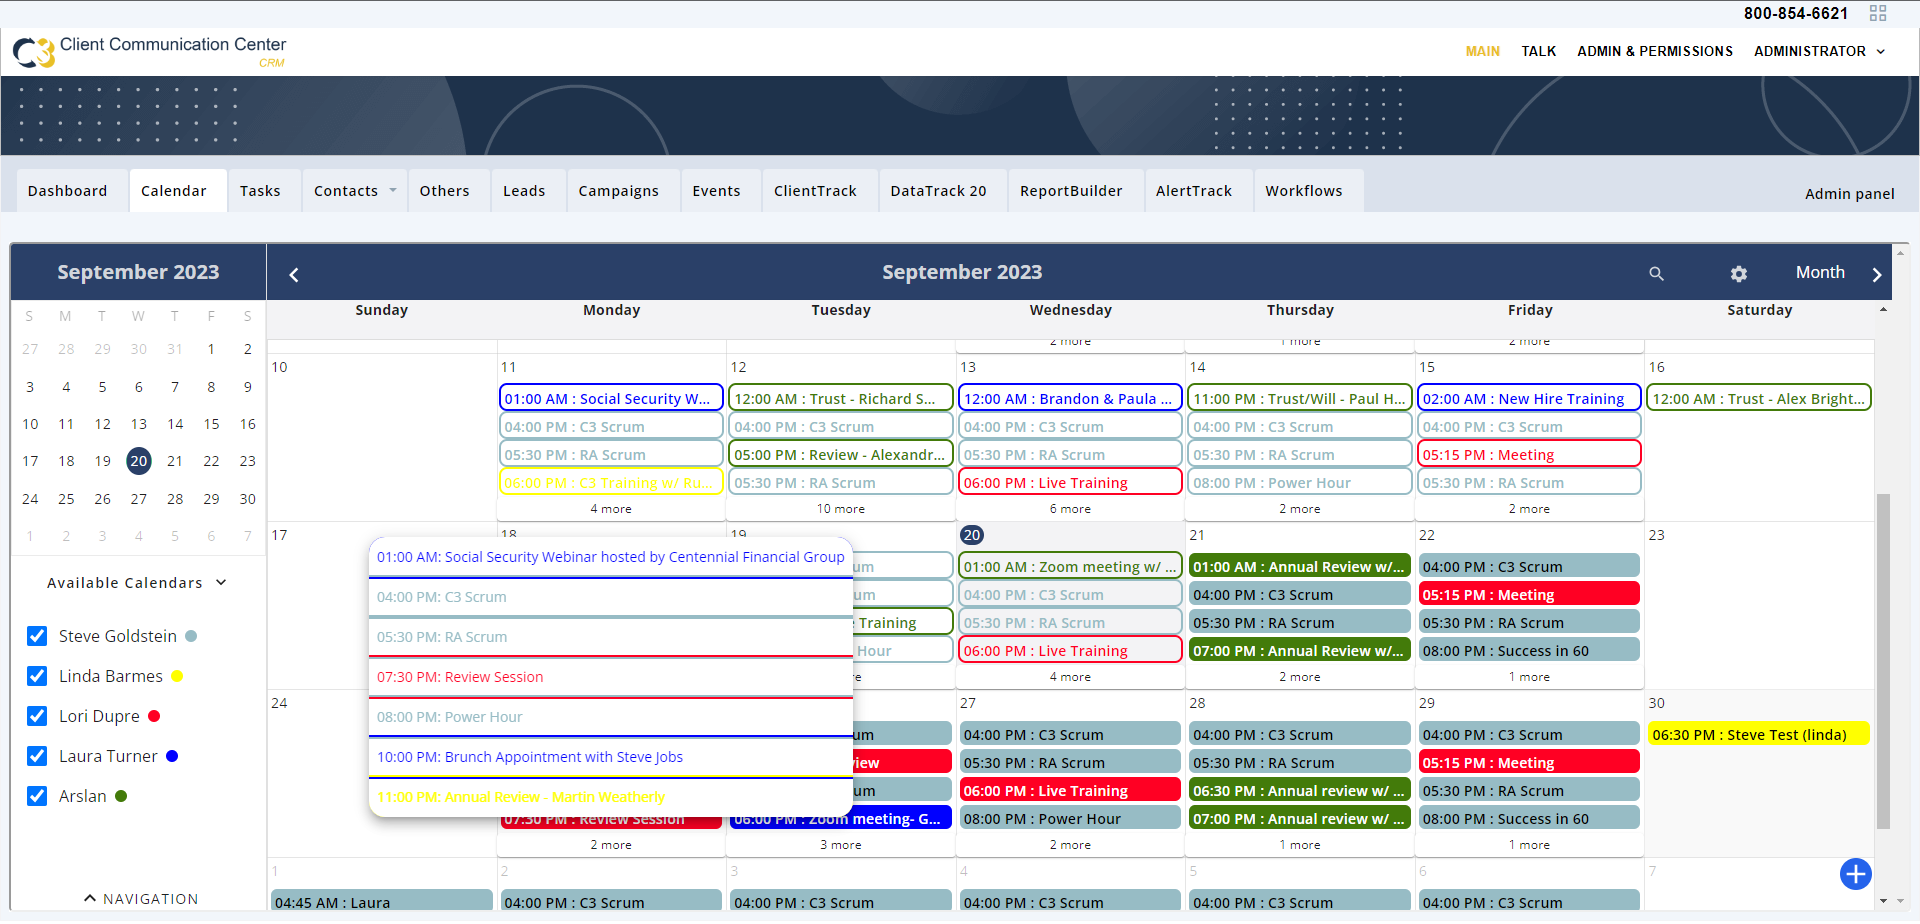 800-854-6621
C3 Client Communication Center
CRM
MAIN TALK ADMIN & PERMISSIONS ADMINISTRATOR
Dashboard Calendar Tasks Contacts Others Leads Campaigns Events ClientTrack DataTrack 20 ReportBuilder AlertTrack Workflows Admin panel
September 2023
S M T W T F S
27 28 29 30 31 1 2
3 4 5 6 7 8 9
10 11 12 13 14 15 16
17 18 19 20 21 22 23
24 25 26 27 28 29 30
1 2 3 4 5 6 7
Available Calendars
Steve Goldstein
Linda Barmes
Lori Dupre
Laura Turner
Arslan
NAVIGATION
September 2023 Month
Sunday Monday Tuesday Wednesday Thursday Friday Saturday
2 more 1 more 2 more
10 11 12 13 14 15 16
01:00 AM : Social Security W... 12:00 AM : Trust - Richard S... 12:00 AM : Brandon & Paula ... 11:00 PM : Trust/Will - Paul H... 02:00 AM : New Hire Training 12:00 AM : Trust - Alex Bright...
04:00 PM : C3 Scrum 04:00 PM : C3 Scrum 04:00 PM : C3 Scrum 04:00 PM : C3 Scrum 04:00 PM : C3 Scrum
05:30 PM : RA Scrum 05:00 PM : Review - Alexandr... 05:30 PM : RA Scrum 05:30 PM : RA Scrum 05:15 PM : Meeting
06:00 PM : C3 Training w/ Ru... 05:30 PM : RA Scrum 06:00 PM : Live Training 08:00 PM : Power Hour 05:30 PM : RA Scrum
4 more 10 more 6 more 2 more 2 more
17 18 19 20 21 22 23
um 01:00 AM : Zoom meeting w/ ... 01:00 AM : Annual Review w/... 04:00 PM : C3 Scrum
um 04:00 PM : C3 Scrum 04:00 PM : C3 Scrum 05:15 PM : Meeting
Training 05:30 PM : RA Scrum 05:30 PM : RA Scrum 05:30 PM : RA Scrum
Hour 06:00 PM : Live Training 07:00 PM : Annual Review w/... 08:00 PM : Success in 60
re 4 more 2 more 1 more
01:00 AM: Social Security Webinar hosted by Centennial Financial Group
04:00 PM: C3 Scrum
05:30 PM: RA Scrum
07:30 PM: Review Session
08:00 PM: Power Hour
10:00 PM: Brunch Appointment with Steve Jobs
11:00 PM: Annual Review - Martin Weatherly
24 27 28 29 30
um 04:00 PM : C3 Scrum 04:00 PM : C3 Scrum 04:00 PM : C3 Scrum 06:30 PM : Steve Test (linda)
view 05:30 PM : RA Scrum 05:30 PM : RA Scrum 05:15 PM : Meeting
um 06:00 PM : Live Training 06:30 PM : Annual review w/ ... 05:30 PM : RA Scrum
07:30 PM : Review Session 06:00 PM : Zoom meeting- G... 08:00 PM : Power Hour 07:00 PM : Annual review w/ ... 08:00 PM : Success in 60
2 more 3 more 2 more 1 more 1 more
1 2 3 4 5 6 7
04:45 AM : Laura 04:00 PM : C3 Scrum 04:00 PM : C3 Scrum 04:00 PM : C3 Scrum 04:00 PM : C3 Scrum 04:00 PM : C3 Scrum